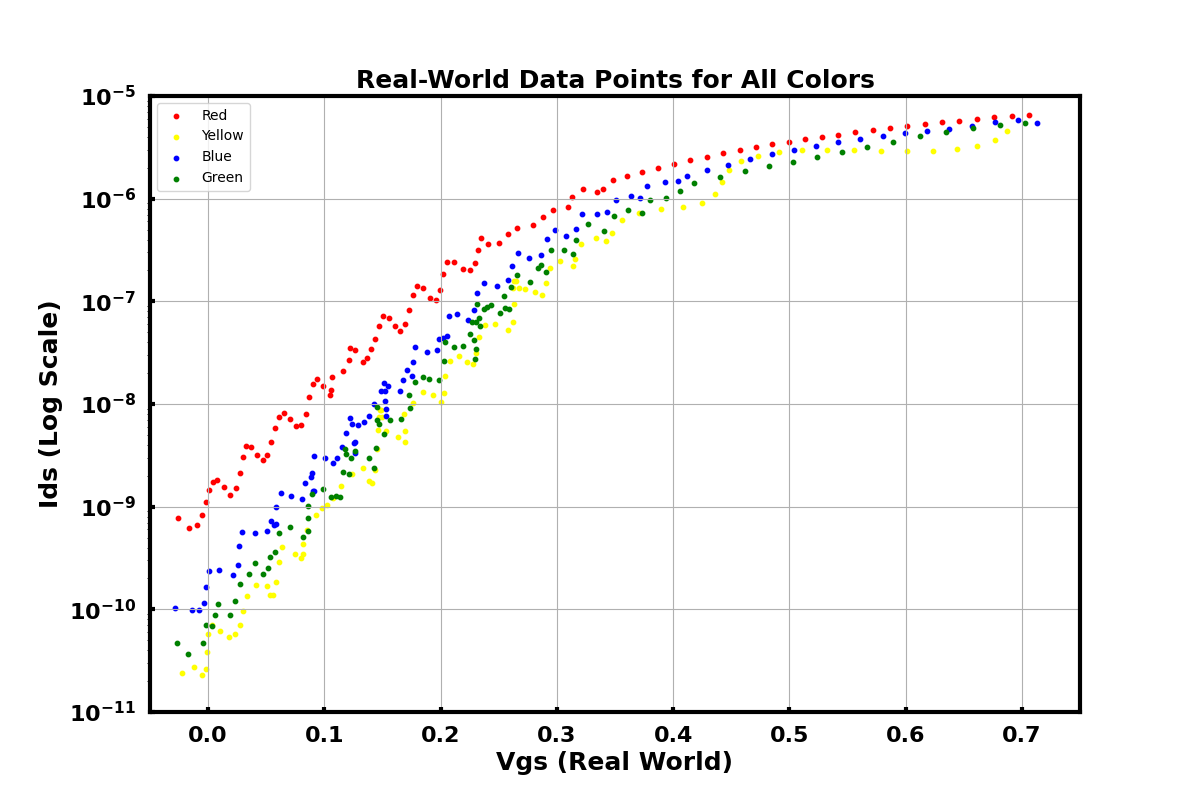 Real-World Data Points for All Colors
Ids (Log Scale)
10⁻⁵
10⁻⁶
10⁻⁷
10⁻⁸
10⁻⁹
10⁻¹⁰
10⁻¹¹
Red
Yellow
Blue
Green
0.0 0.1 0.2 0.3 0.4 0.5 0.6 0.7
Vgs (Real World)